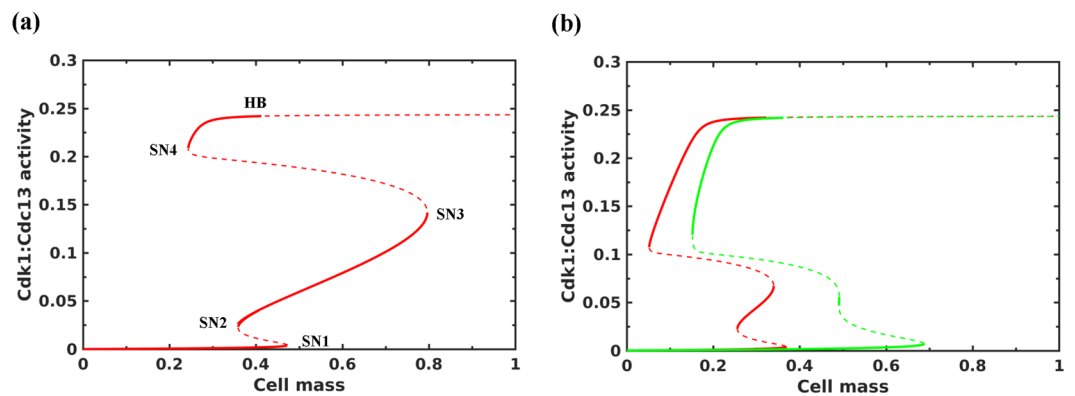 (a)
Cdk1:Cdc13 activity
0.3
0.25
0.2
0.15
0.1
0.05
0
HB
SN4
SN3
SN2
SN1
0 0.2 0.4 0.6 0.8 1
Cell mass
(b)
Cdk1:Cdc13 activity
0.3
0.25
0.2
0.15
0.1
0.05
0
0 0.2 0.4 0.6 0.8 1
Cell mass